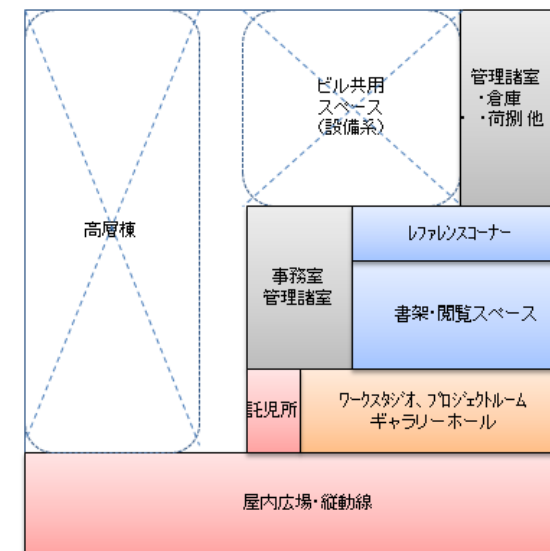 ビル共用
スペース
(設備系)
管理諸室
・倉庫
・・荷捌他
高層棟
レファレンスコーナー
事務室
管理諸室
書架・閲覧スペース
託児所
ワークスタジオ、プロジェクトルーム
ギャラリーホール
屋内広場・縦動線